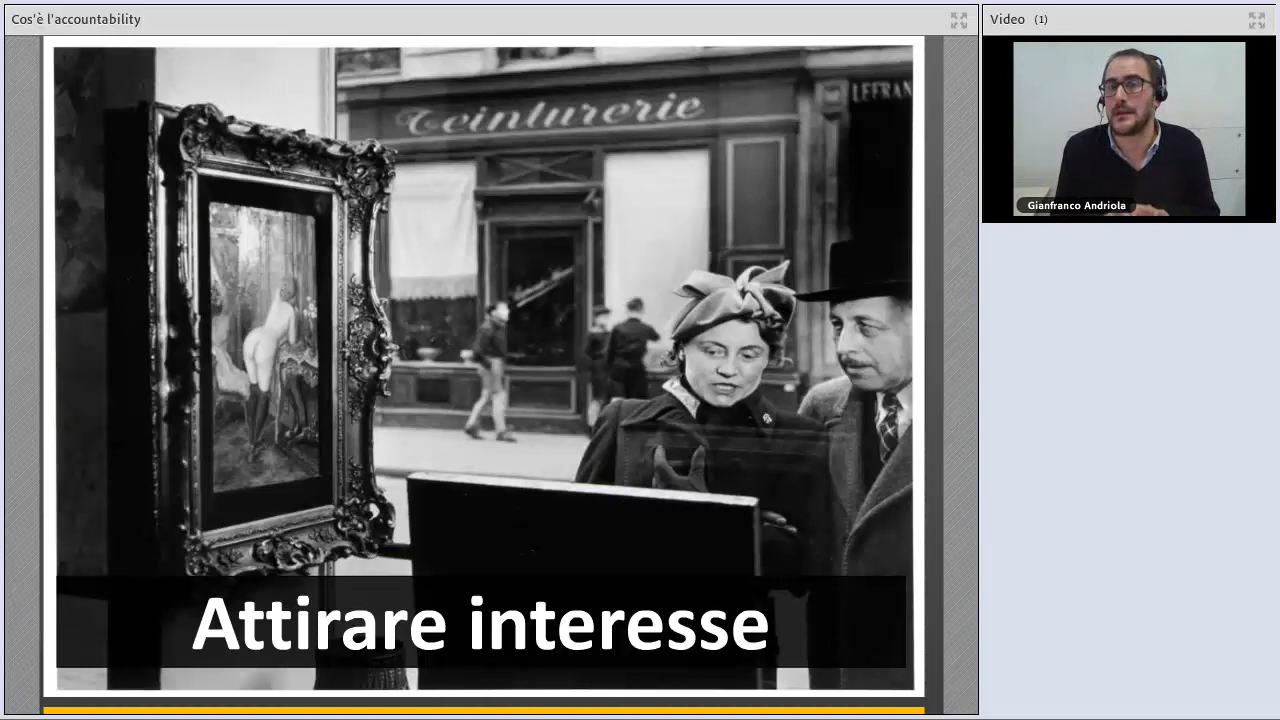 Cos'è l'accountability
Video (1)
Teinturerie
LEFRAN
Gianfranco Andriola
Attirare interesse